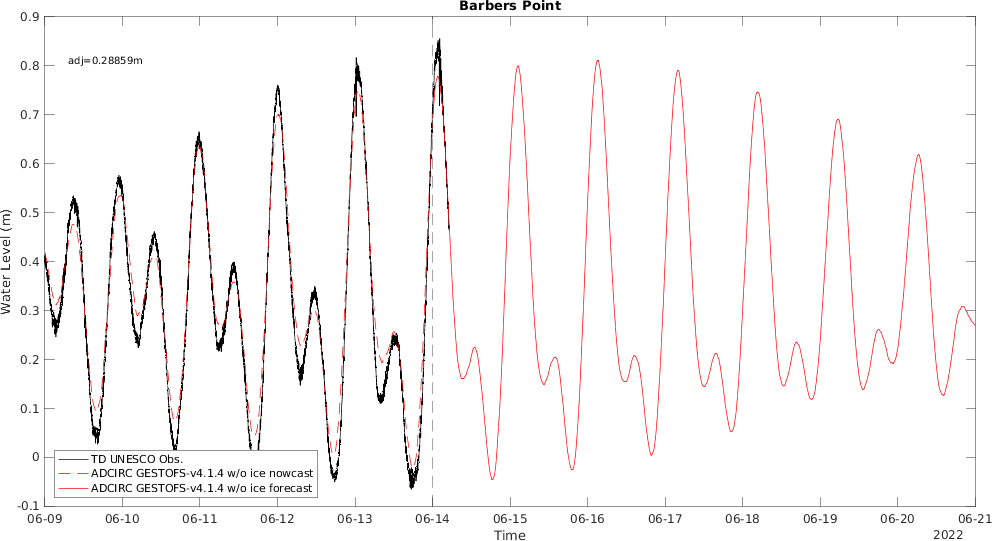 Barbers Point
adj=0.28859m
Water Level (m)
0.9
0.8
0.7
0.6
0.5
0.4
0.3
0.2
0.1
0
-0.1
TD UNESCO Obs.
ADCIRC GESTOFS-v4.1.4 w/o ice nowcast
ADCIRC GESTOFS-v4.1.4 w/o ice forecast
06-09 06-10 06-11 06-12 06-13 06-14 06-15 06-16 06-17 06-18 06-19 06-20 06-21
Time
2022